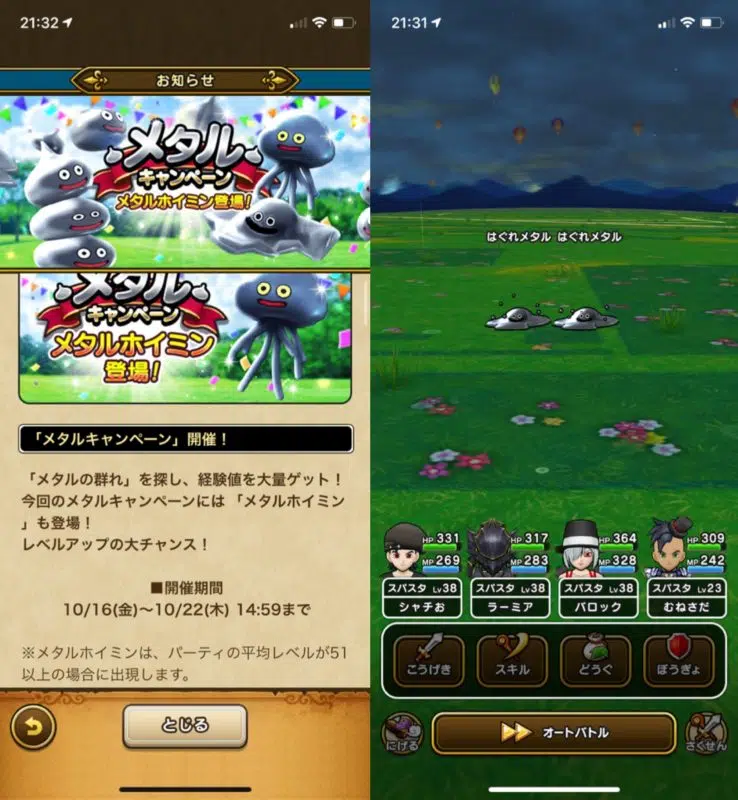 21:32
お知らせ
メタル
キャンペーン
メタルホイミン登場!
メタル
キャンペーン
メタルホイミン
登場!
「メタルキャンペーン」開催!
「メタルの群れ」を探し、経験値を大量ゲット!
今回のメタルキャンペーンには「メタルホイミン
」も登場!
レベルアップの大チャンス!
■開催期間
10/16(金)〜10/22(木) 14:59まで
※メタルホイミンは、パーティの平均レベルが51
以上の場合に出現します。
とじる
21:31
はぐれメタル はぐれメタル
HP 331
MP 269
スパスタ Lv38
シャチお
HP 317
MP 283
スパスタ Lv38
ラーミア
HP 364
MP 328
スパスタ Lv38
バロック
HP 309
MP 242
スパスタ Lv23
むねさだ
こうげき
スキル
どうぐ
ぼうぎょ
にげる
オートバトル
さくせん